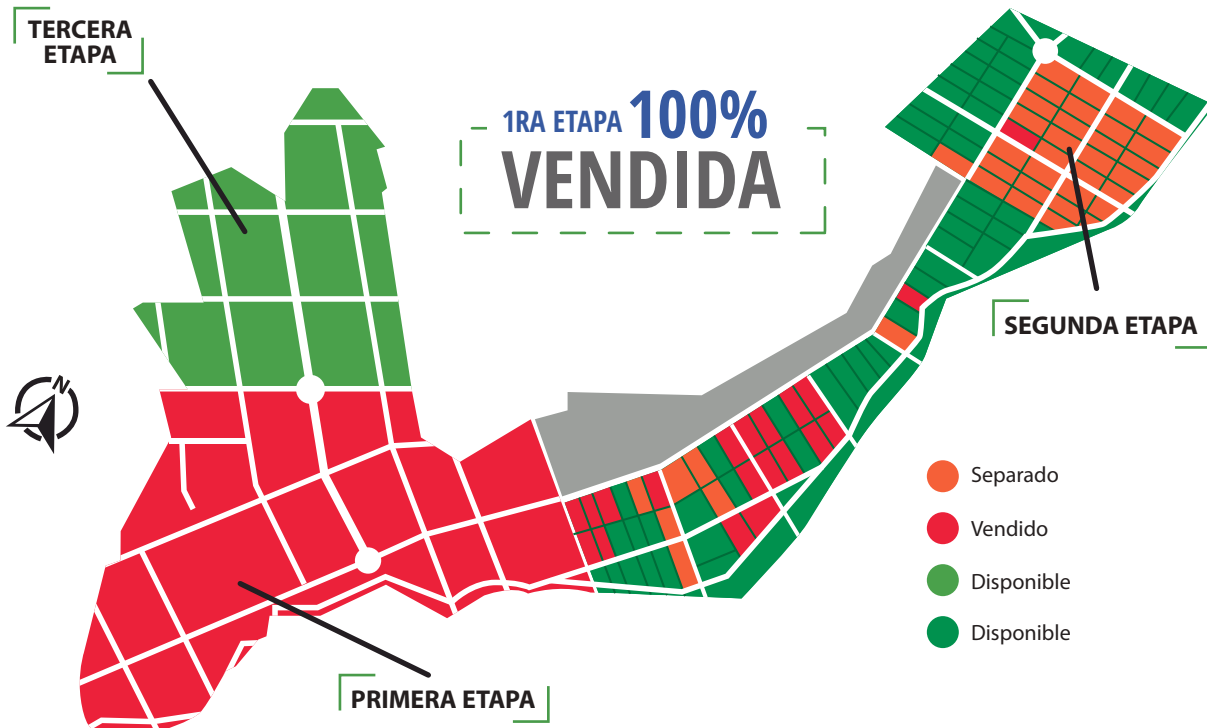 TERCERA
ETAPA
1RA ETAPA 100%
VENDIDA
SEGUNDA ETAPA
N
Separado
Vendido
Disponible
Disponible
PRIMERA ETAPA